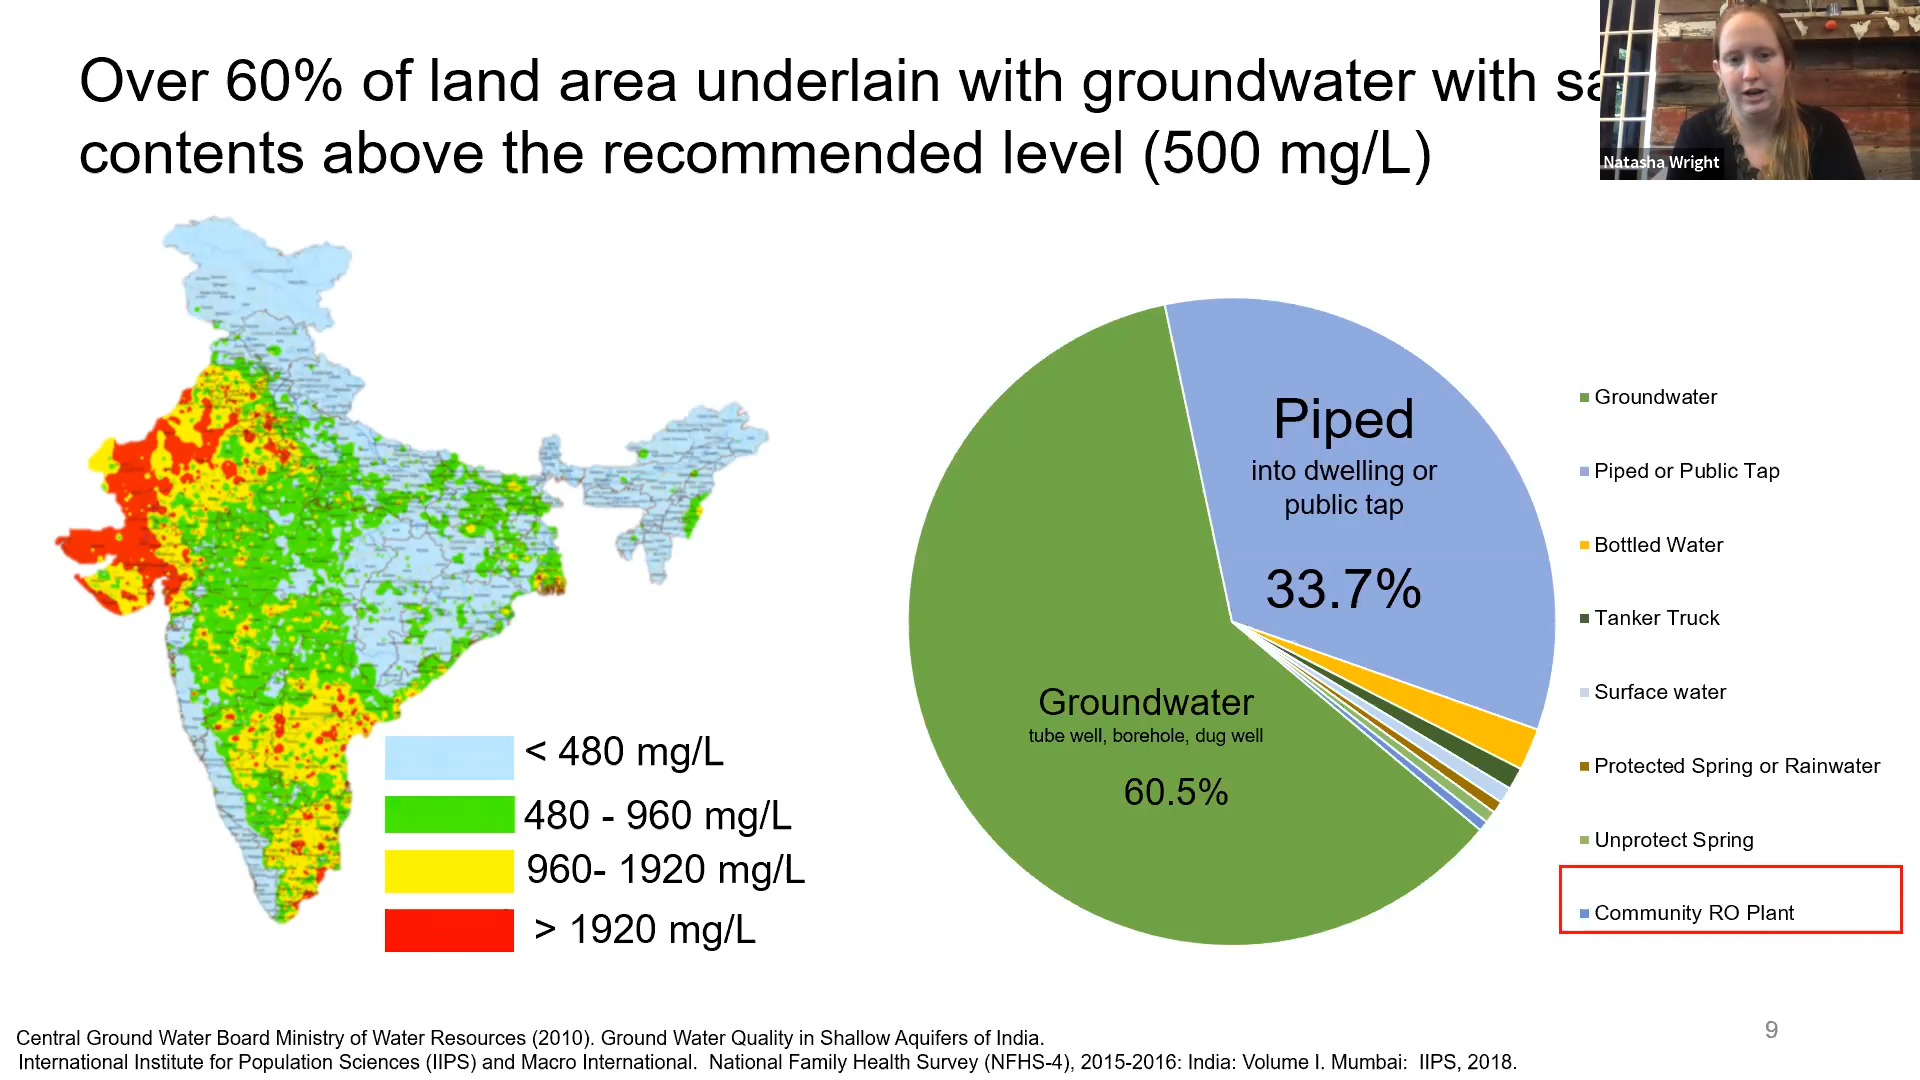 Over 60% of land area underlain with groundwater with
contents above the recommended level (500 mg/L)
Natasha Wright
Piped
into dwelling or
public tap
33.7%
Groundwater
tube well, borehole, dug well
60.5%
Groundwater
Piped or Public Tap
Bottled Water
Tanker Truck
Surface water
Protected Spring or Rainwater
Unprotect Spring
Community RO Plant
< 480 mg/L
480 - 960 mg/L
960- 1920 mg/L
> 1920 mg/L
Central Ground Water Board Ministry of Water Resources (2010). Ground Water Quality in Shallow Aquifers of India.
International Institute for Population Sciences (IIPS) and Macro International. National Family Health Survey (NFHS-4), 2015-2016: India: Volume I. Mumbai: IIPS, 2018.
9